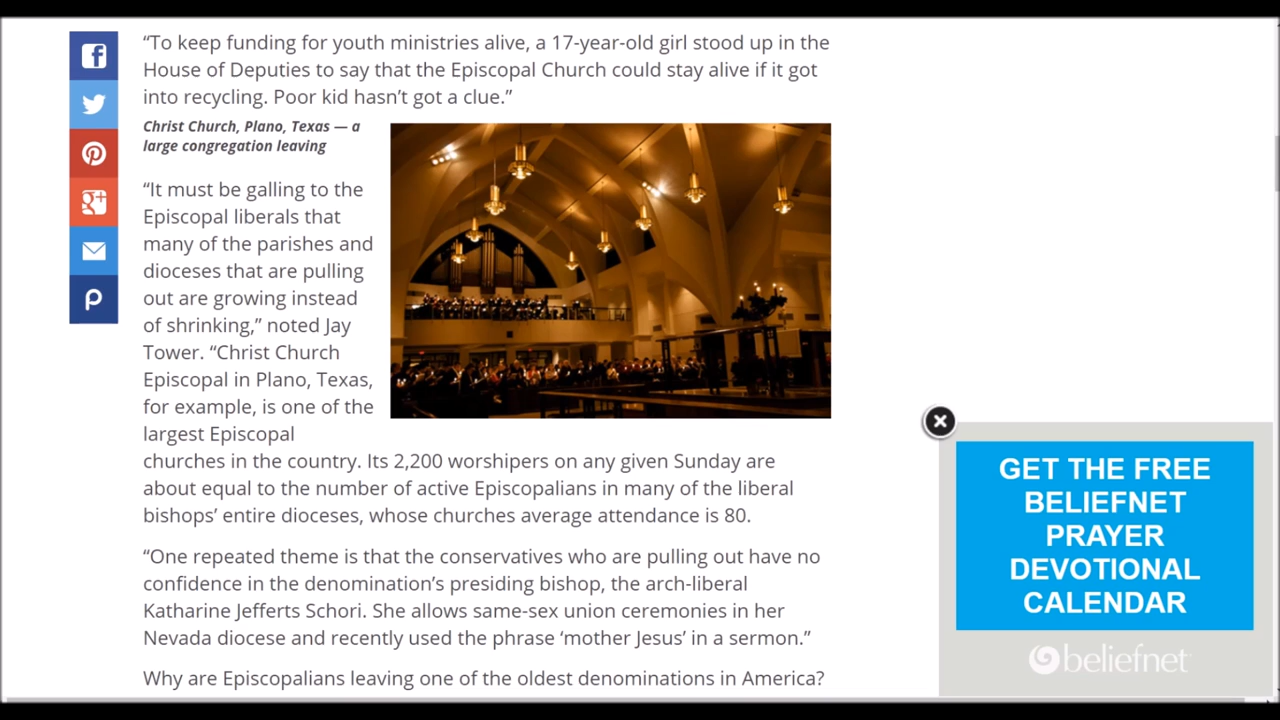 “To keep funding for youth ministries alive, a 17-year-old girl stood up in the
House of Deputies to say that the Episcopal Church could stay alive if it got
into recycling. Poor kid hasn’t got a clue.”
Christ Church, Plano, Texas — a
large congregation leaving
“It must be galling to the
Episcopal liberals that
many of the parishes and
dioceses that are pulling
out are growing instead
of shrinking,” noted Jay
Tower. “Christ Church
Episcopal in Plano, Texas,
for example, is one of the
largest Episcopal
churches in the country. Its 2,200 worshipers on any given Sunday are
about equal to the number of active Episcopalians in many of the liberal
bishops’ entire dioceses, whose churches average attendance is 80.
“One repeated theme is that the conservatives who are pulling out have no
confidence in the denomination’s presiding bishop, the arch-liberal
Katharine Jefferts Schori. She allows same-sex union ceremonies in her
Nevada diocese and recently used the phrase ‘mother Jesus’ in a sermon.”
Why are Episcopalians leaving one of the oldest denominations in America?
GET THE FREE
BELIEFNET
PRAYER
DEVOTIONAL
CALENDAR
beliefnet